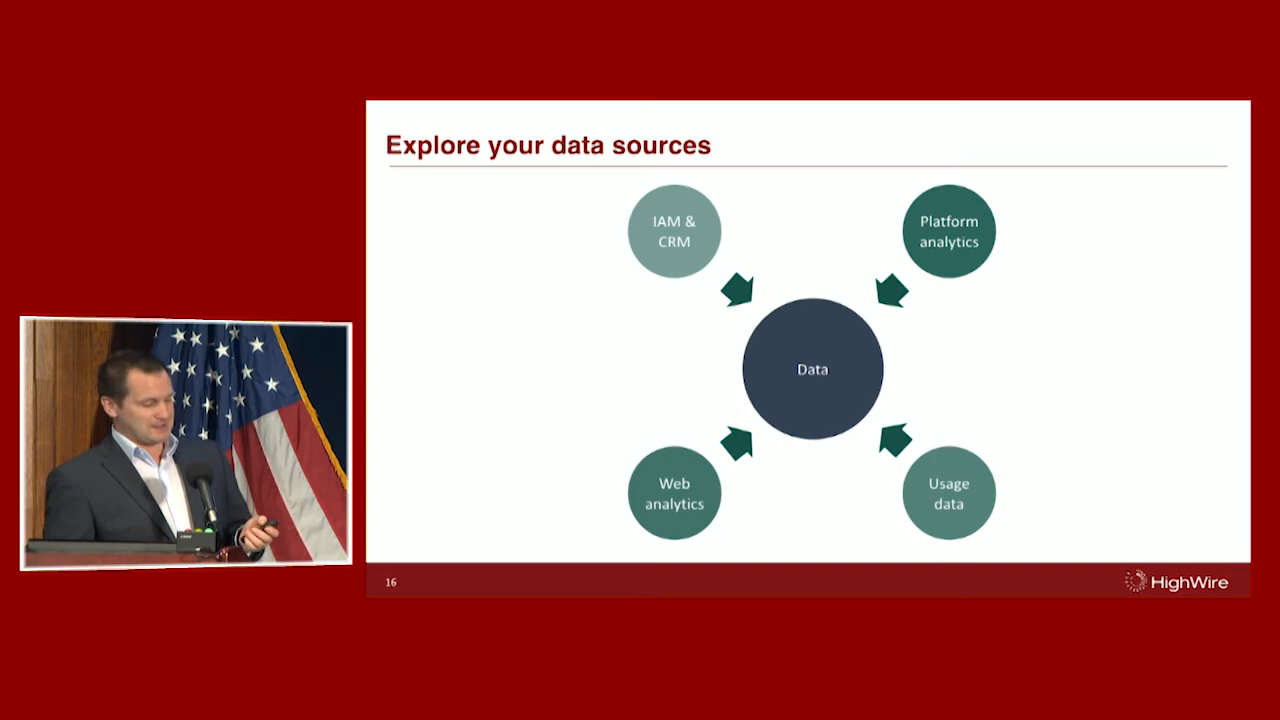 Explore your data sources
IAM &
CRM
Platform
analytics
Data
Web
analytics
Usage
data
16
HighWire